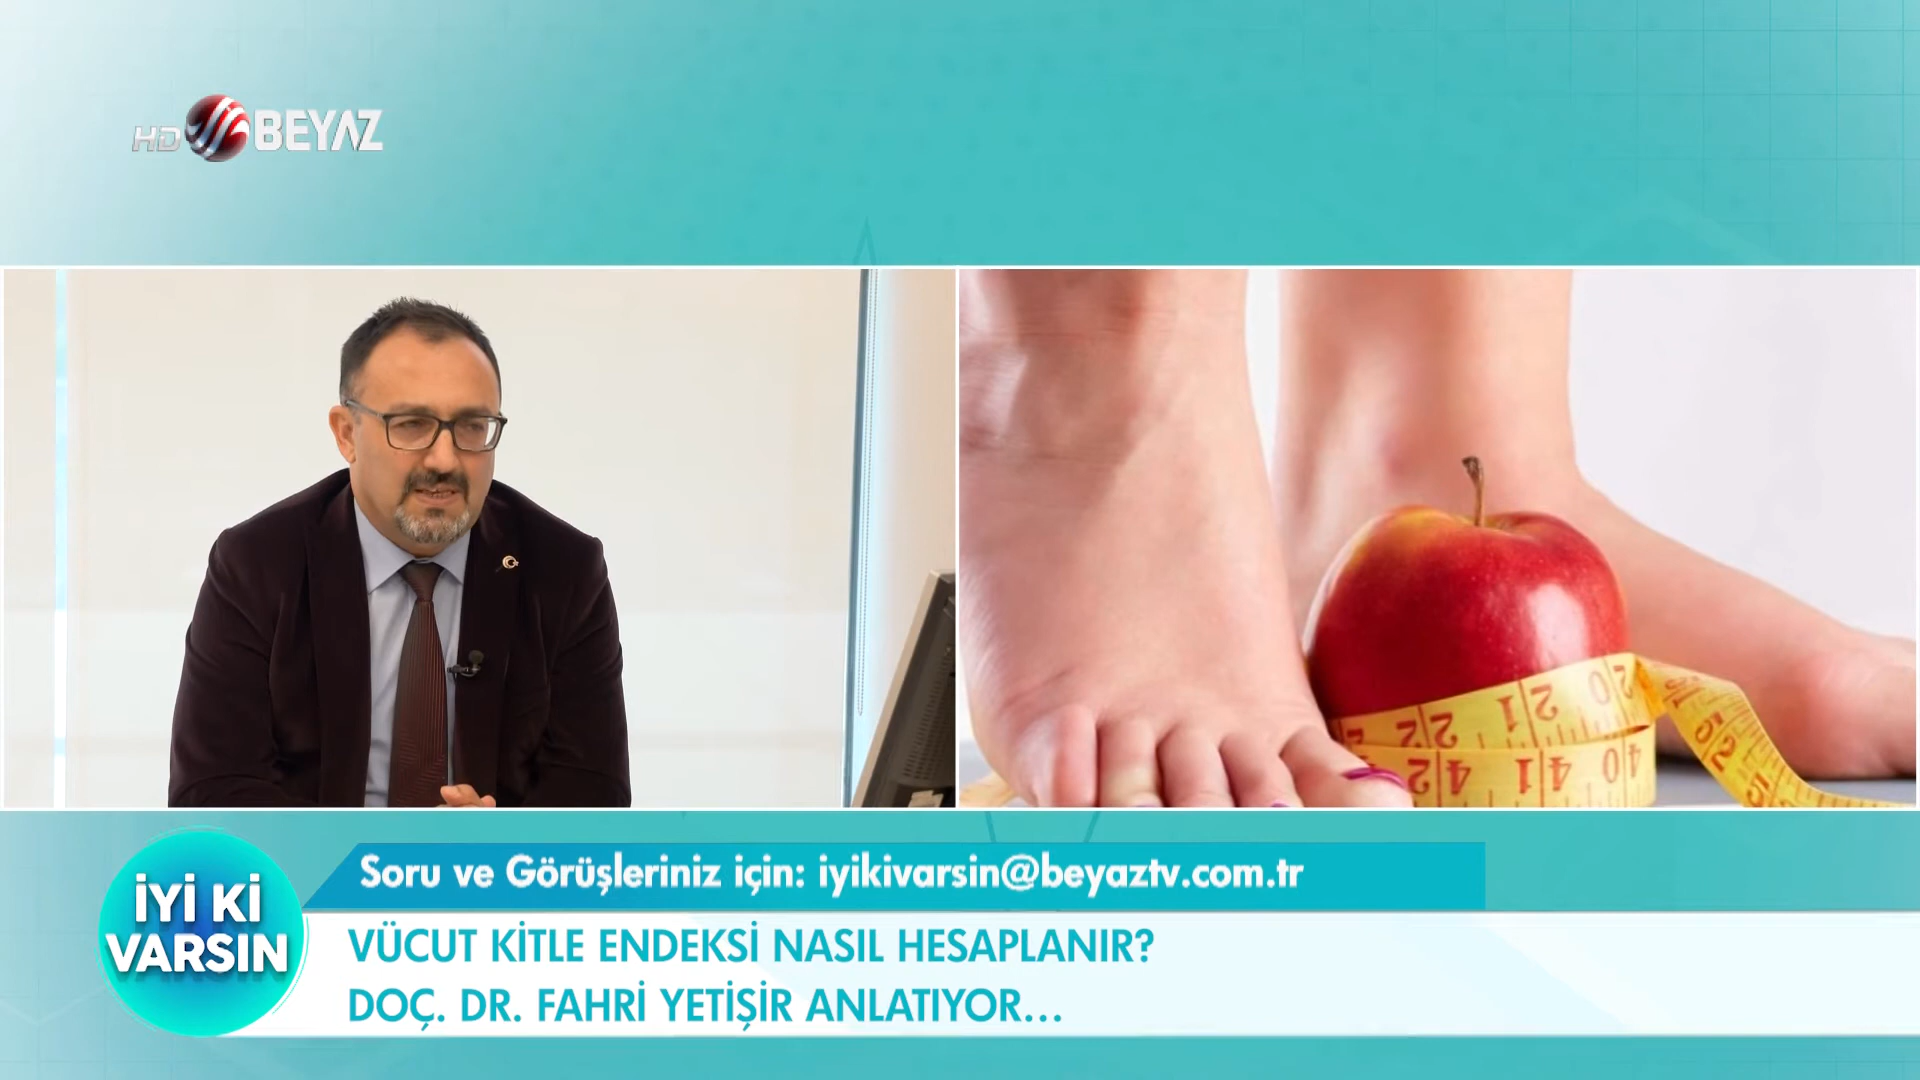 HD BEYAZ
Soru ve Görüşleriniz için: iyikivarsin@beyaztv.com.tr
İYİ Kİ
VARSIN
VÜCUT KİTLE ENDEKSİ NASIL HESAPLANIR?
DOÇ. DR. FAHRİ YETİŞİR ANLATIYOR...